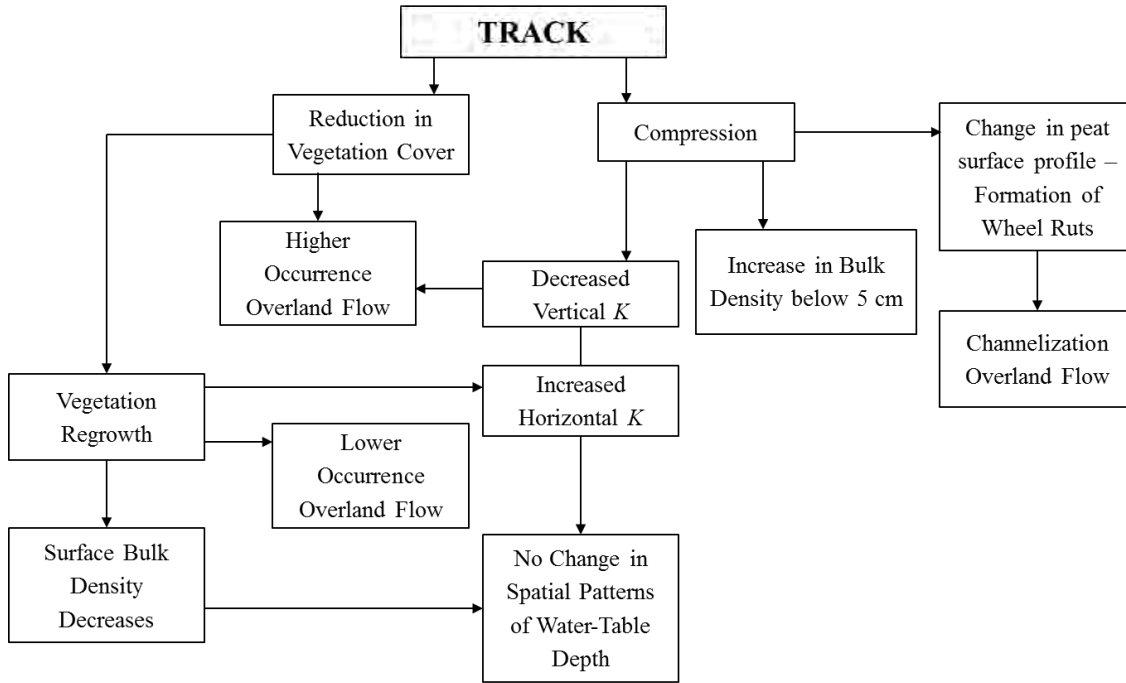 TRACK
Reduction in
Vegetation Cover
Compression
Change in peat
surface profile –
Formation of
Wheel Ruts
Higher
Occurrence
Overland Flow
Decreased
Vertical K
Increase in Bulk
Density below 5 cm
Channelization
Overland Flow
Vegetation
Regrowth
Increased
Horizontal K
Lower
Occurrence
Overland Flow
Surface Bulk
Density
Decreases
No Change in
Spatial Patterns
of Water-Table
Depth